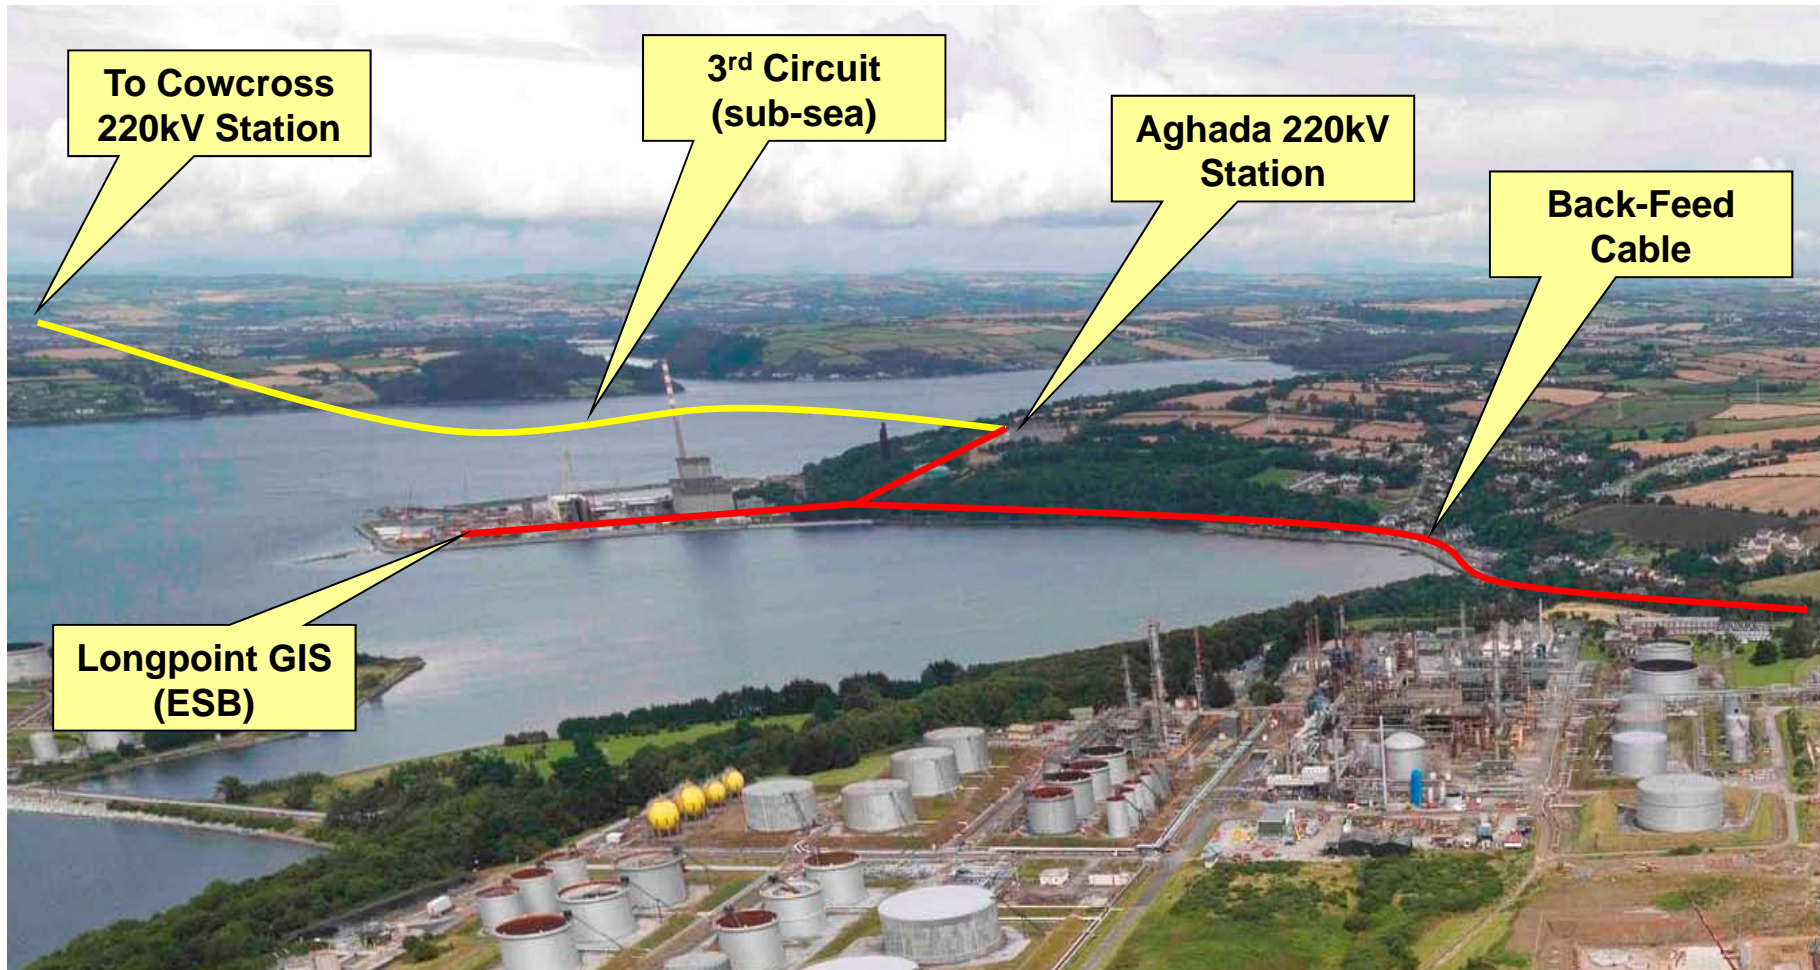 To Cowcross
220kV Station
3rd Circuit
(sub-sea)
Aghada 220kV
Station
Back-Feed
Cable
Longpoint GIS
(ESB)